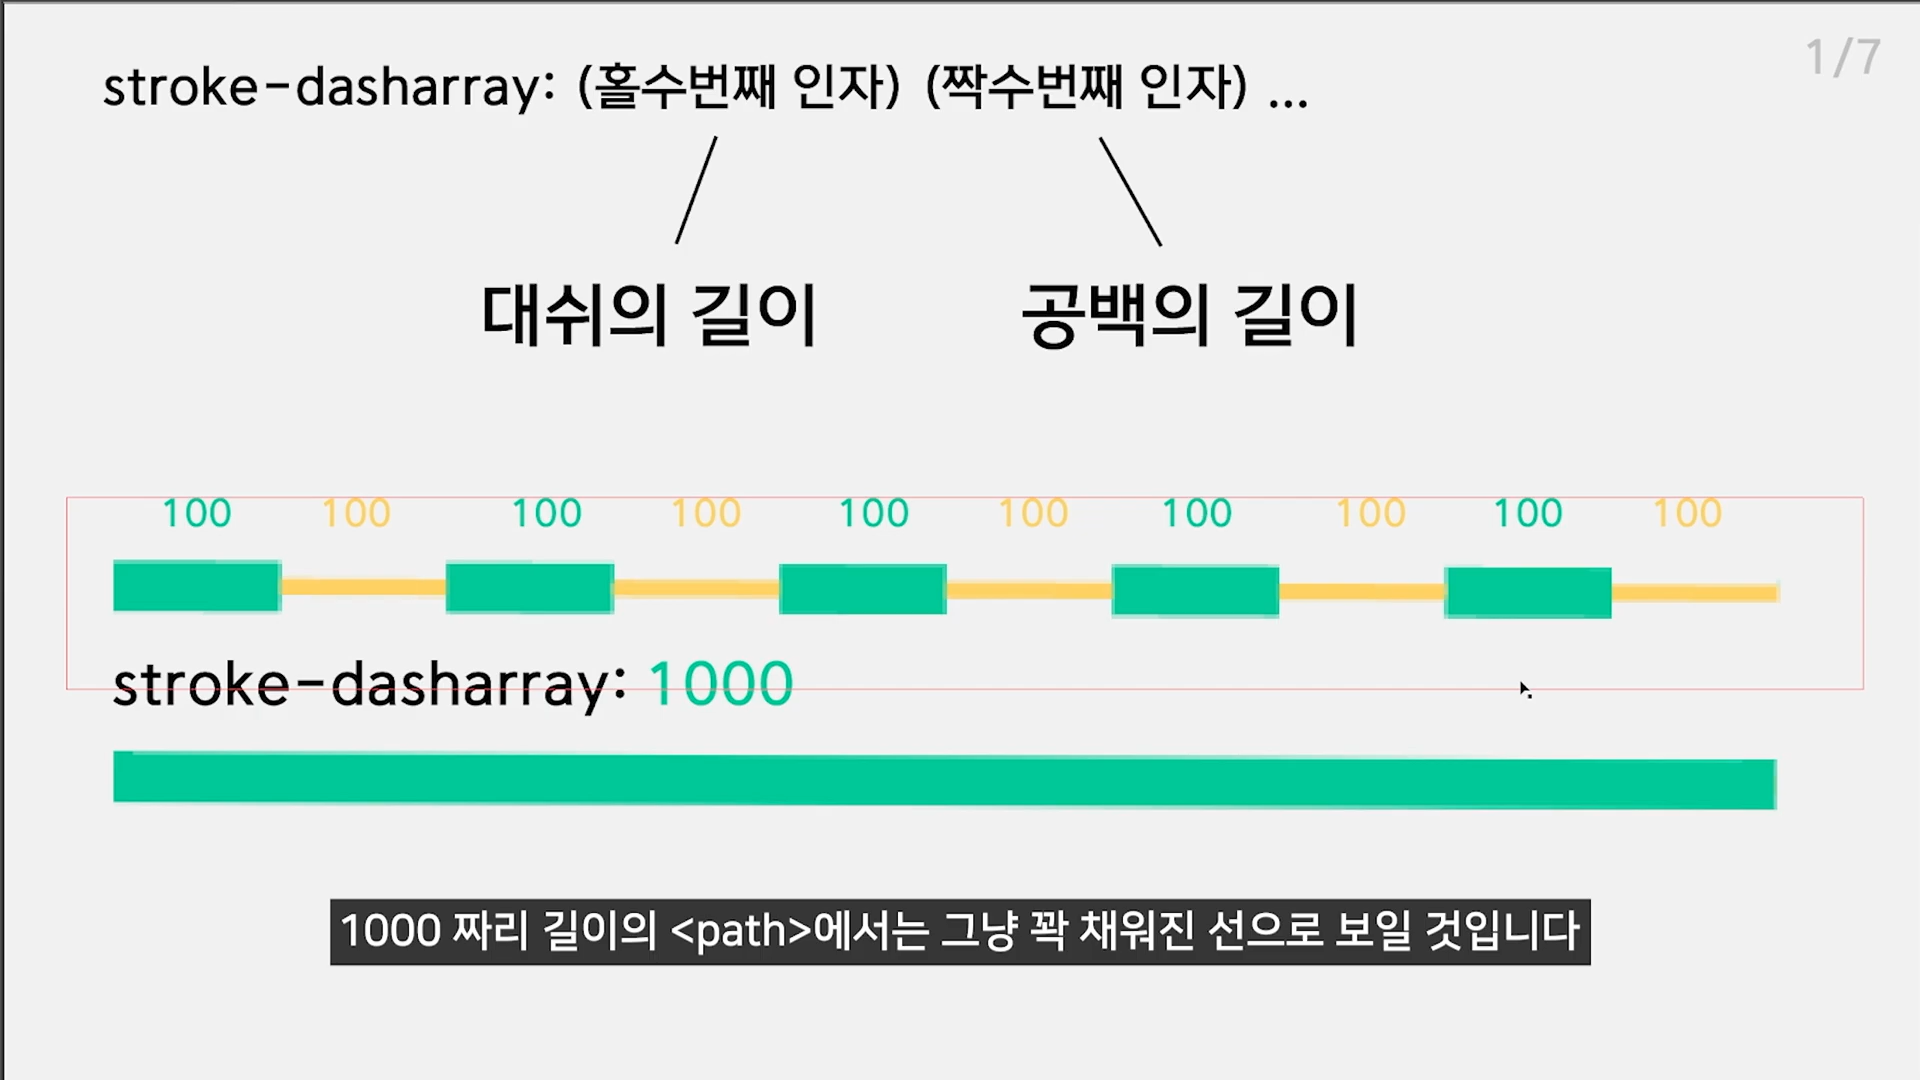 1/7
stroke-dasharray: (홀수번째 인자) (짝수번째 인자) ...
대쉬의 길이 공백의 길이
100 100 100 100 100 100 100 100 100 100
stroke-dasharray: 1000
1000 짜리 길이의 <path>에서는 그냥 꽉 채워진 선으로 보일 것입니다